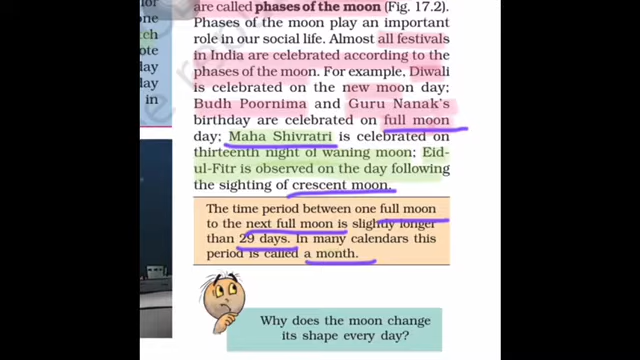 are called phases of the moon (Fig. 17.2).
Phases of the moon play an important
role in our social life. Almost all festivals
in India are celebrated according to the
phases of the moon. For example, Diwali
is celebrated on the new moon day;
Budh Poornima and Guru Nanak's
birthday are celebrated on full moon
day; Maha Shivratri is celebrated on
thirteenth night of waning moon; Eid-
ul-Fitr is observed on the day following
the sighting of crescent moon.
The time period between one full moon
to the next full moon is slightly longer
than 29 days. In many calendars this
period is called a month.
Why does the moon change
its shape every day?
one
day
day
in